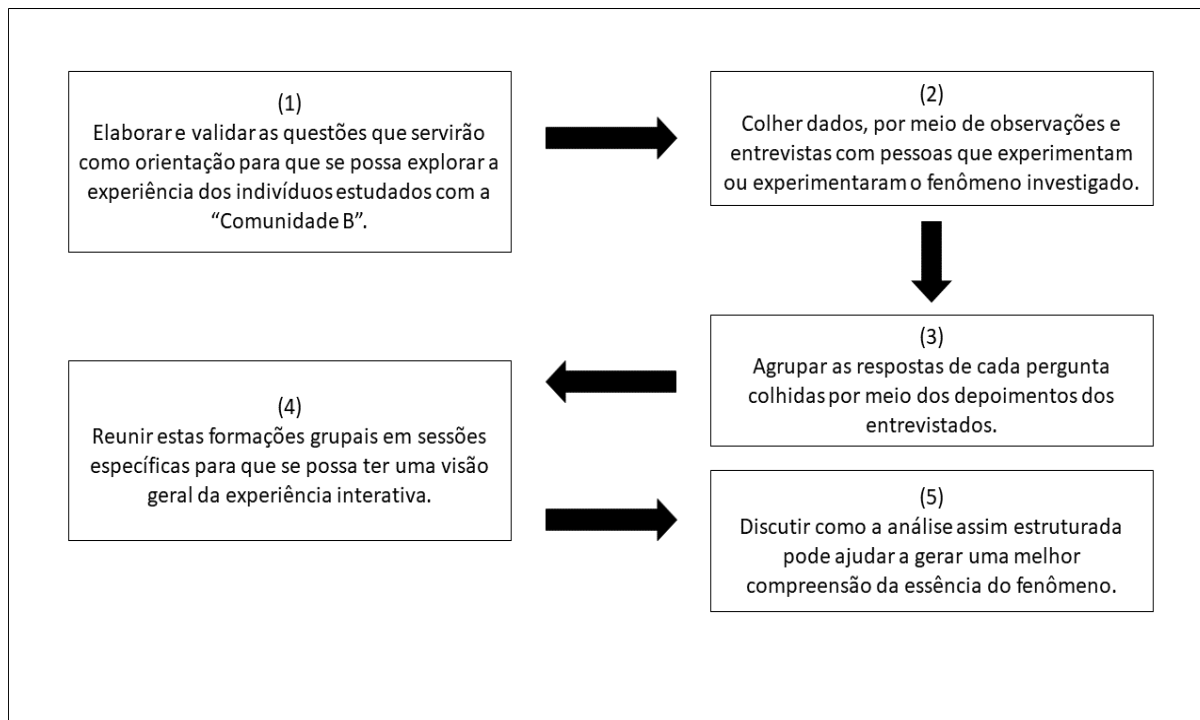 (1)
Elaborar e validar as questões que servirão
como orientação para que se possa explorar a
experiência dos indivíduos estudados com a
“Comunidade B”.
(2)
Colher dados, por meio de observações e
entrevistas com pessoas que experimentam
ou experimentaram o fenômeno investigado.
(3)
Agrupar as respostas de cada pergunta
colhidas por meio dos depoimentos dos
entrevistados.
(4)
Reunir estas formações grupais em sessões
específicas para que se possa ter uma visão
geral da experiência interativa.
(5)
Discutir como a análise assim estruturada
pode ajudar a gerar uma melhor
compreensão da essência do fenômeno.